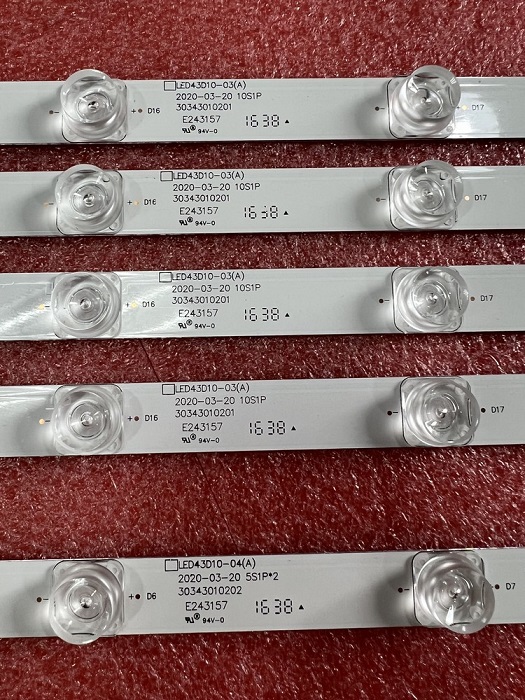 LED43D10-03(A)
2020-03-20 10S1P
30343010201
E243157 1638
94V-0
D16 D17
LED43D10-03(A)
2020-03-20 10S1P
30343010201
E243157 1638
94V-0
D16 D17
LED43D10-03(A)
2020-03-20 10S1P
30343010201
E243157 1638
94V-0
D16 D17
LED43D10-03(A)
2020-03-20 10S1P
30343010201
E243157 1638
94V-0
D16 D17
LED43D10-04(A)
2020-03-20 5S1P*2
30343010202
E243157 1638
94V-0
D6 D7